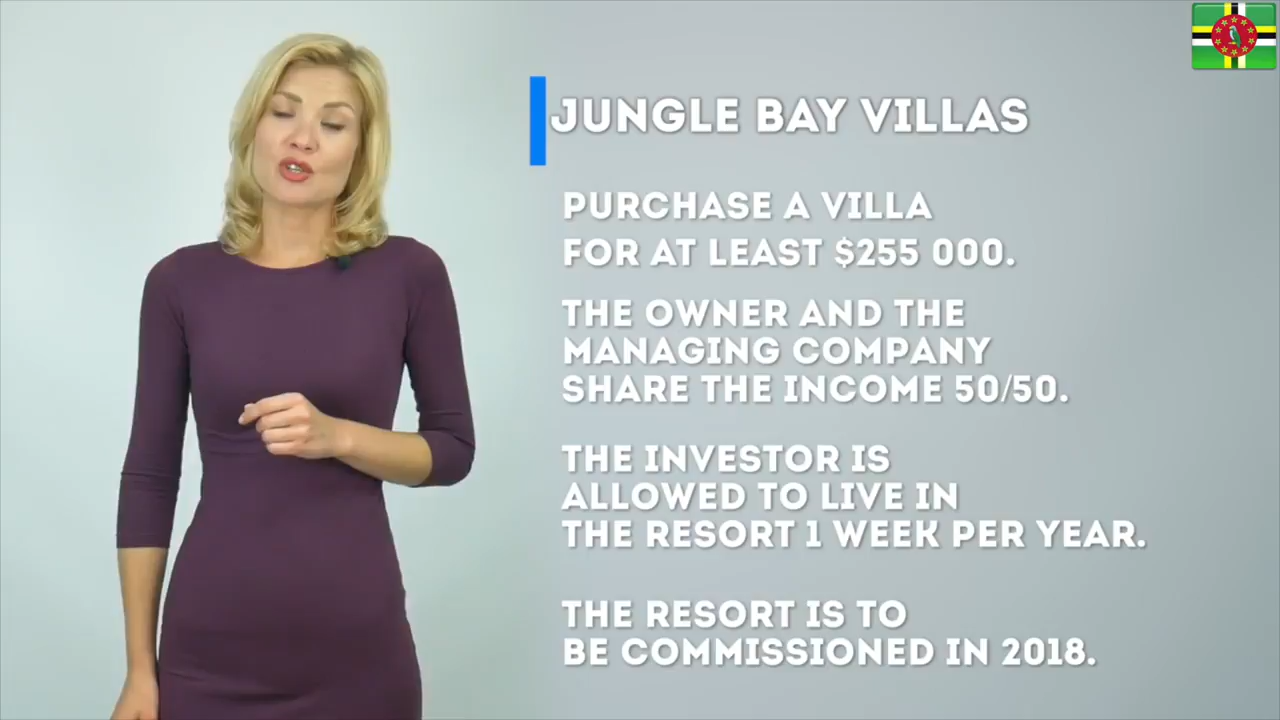 JUNGLE BAY VILLAS
PURCHASE A VILLA
FOR AT LEAST $255 000.
THE OWNER AND THE
MANAGING COMPANY
SHARE THE INCOME 50/50.
THE INVESTOR IS
ALLOWED TO LIVE IN
THE RESORT 1 WEEK PER YEAR.
THE RESORT IS TO
BE COMMISSIONED IN 2018.